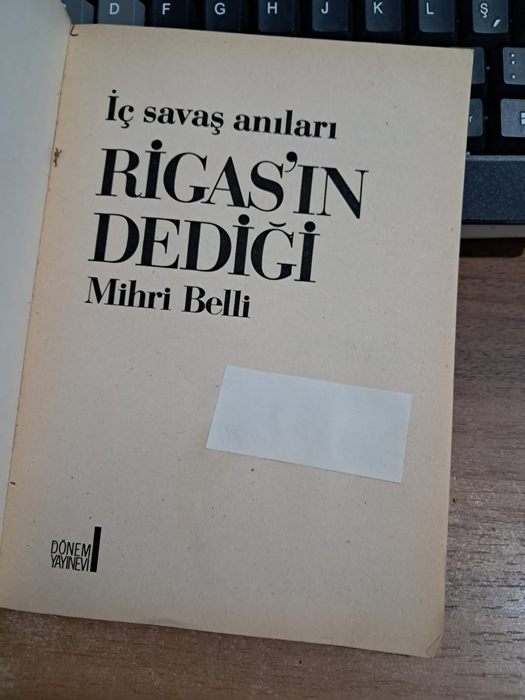 D F G H J K L Ş
İç savaş anıları
RİGAS'IN
DEDİĞİ
Mihri Belli
DÖNEM
YAYINEVİ